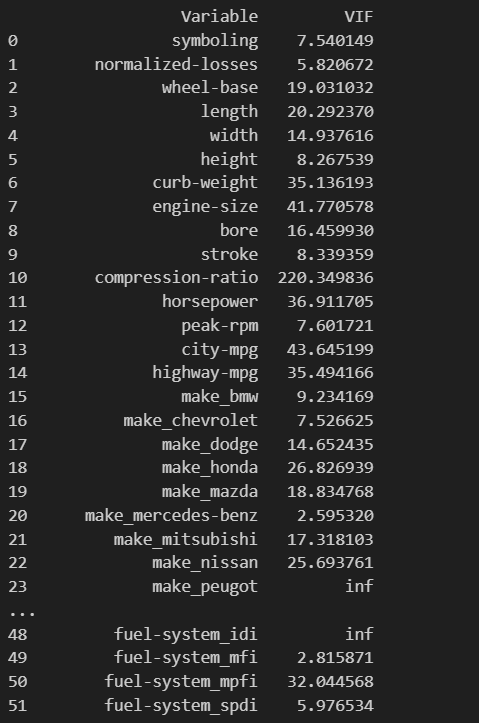 Variable VIF
0 symboling 7.540149
1 normalized-losses 5.820672
2 wheel-base 19.031032
3 length 20.292370
4 width 14.937616
5 height 8.267539
6 curb-weight 35.136193
7 engine-size 41.770578
8 bore 16.459930
9 stroke 8.339359
10 compression-ratio 220.349836
11 horsepower 36.911705
12 peak-rpm 7.601721
13 city-mpg 43.645199
14 highway-mpg 35.494166
15 make_bmw 9.234169
16 make_chevrolet 7.526625
17 make_dodge 14.652435
18 make_honda 26.826939
19 make_mazda 18.834768
20 make_mercedes-benz 2.595320
21 make_mitsubishi 17.318103
22 make_nissan 25.693761
23 make_peugot inf
...
48 fuel-system_idi inf
49 fuel-system_mfi 2.815871
50 fuel-system_mpfi 32.044568
51 fuel-system_spdi 5.976534